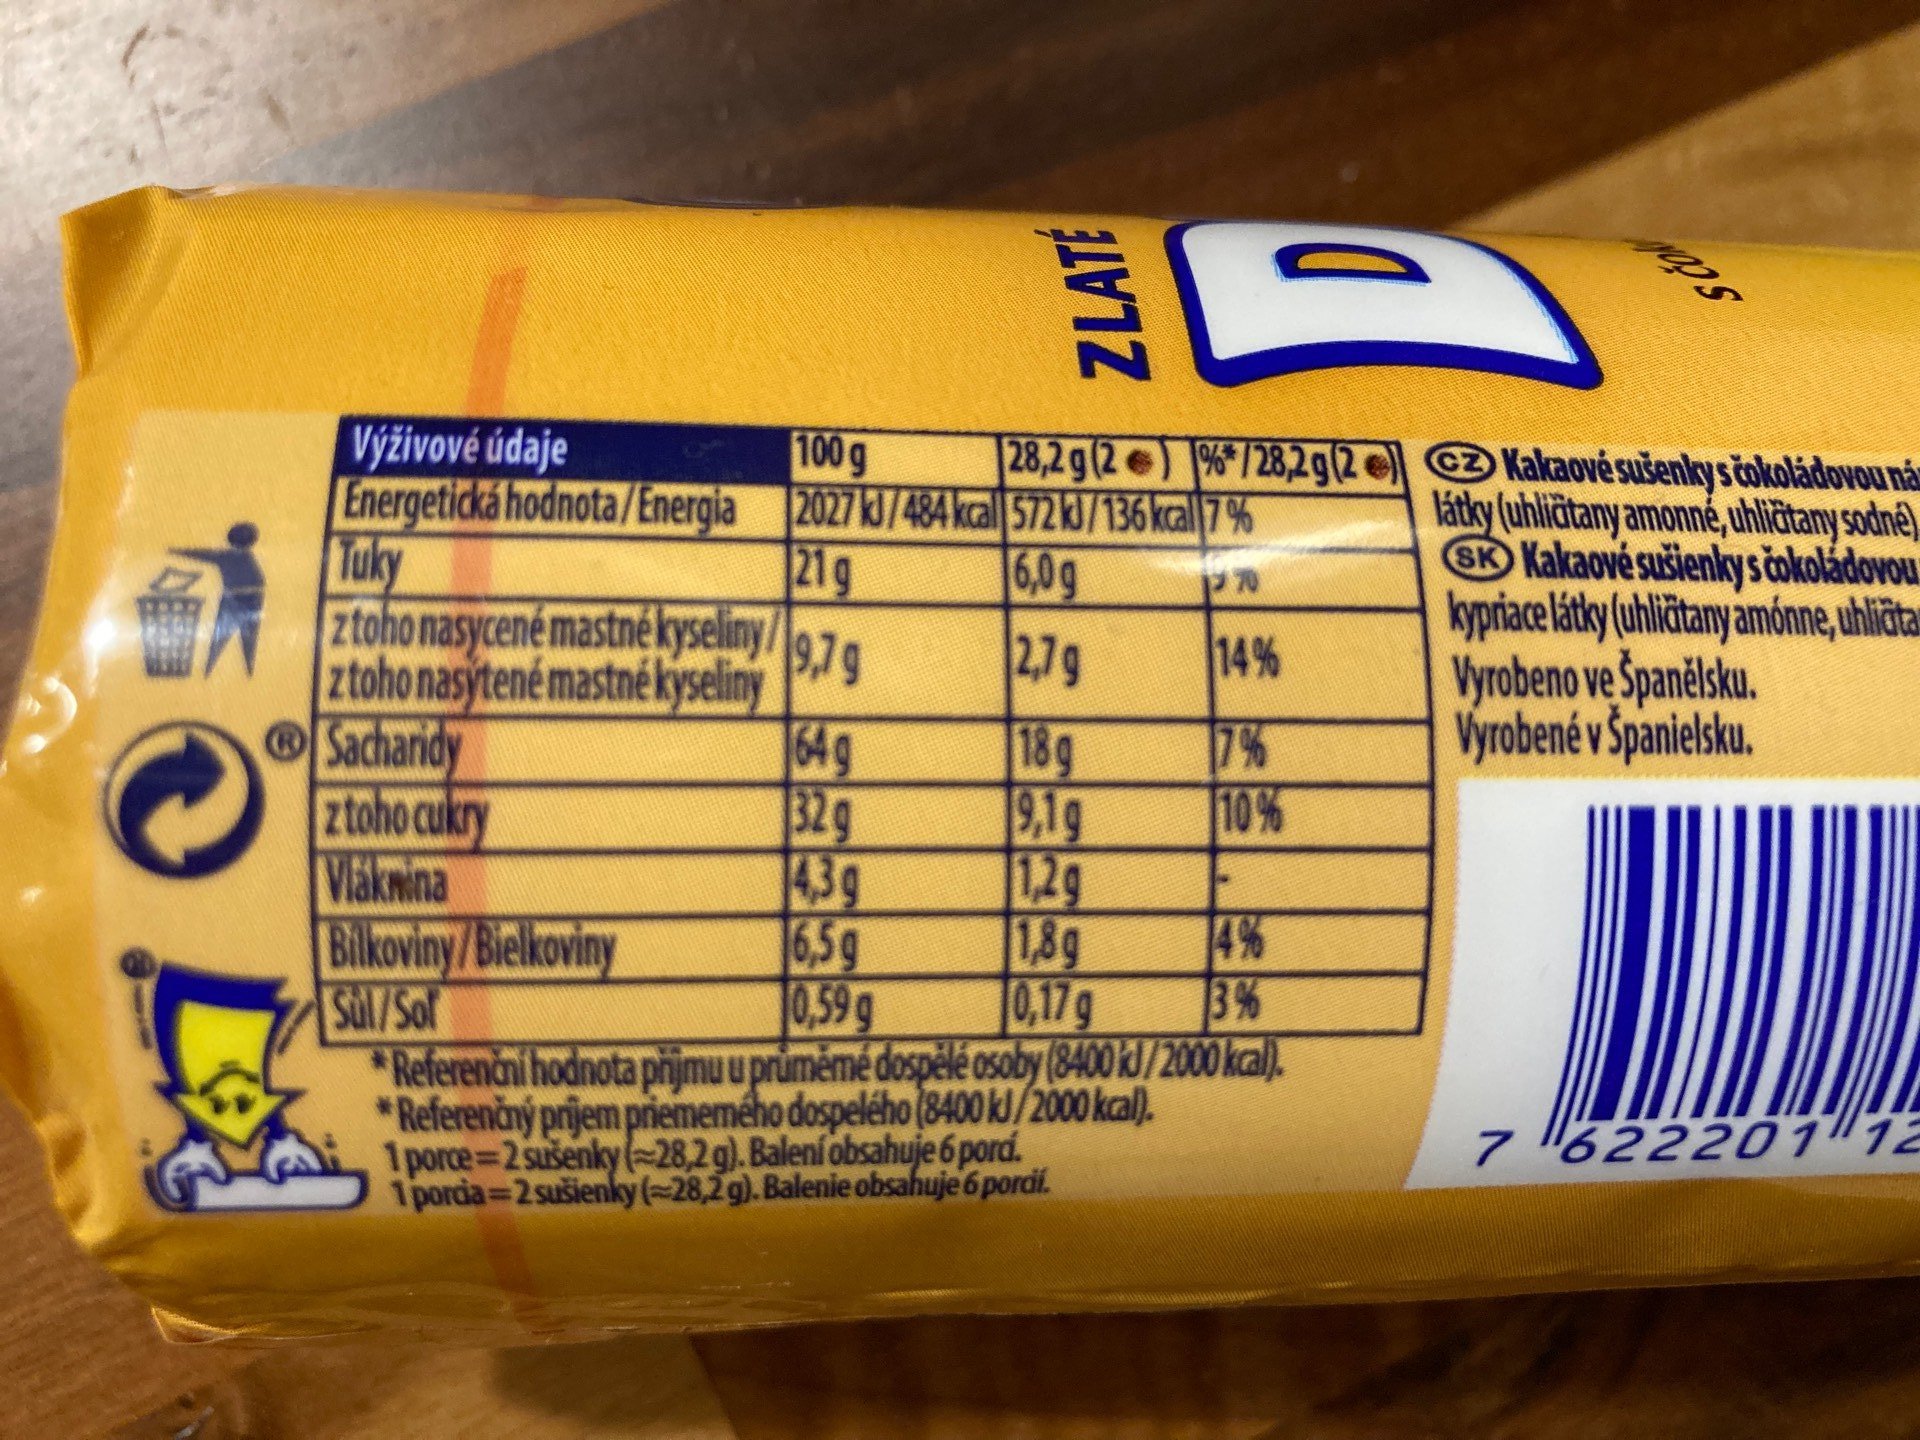 ZLATÉ
D
s čok
Výživové údaje 100 g 28,2 g (2 ) %* / 28,2 g (2 )
Energetická hodnota / Energia 2027 kJ / 484 kcal 572 kJ / 136 kcal 7 %
Tuky 21 g 6,0 g 9 %
z toho nasycené mastné kyseliny / 9,7 g 2,7 g 14 %
z toho nasýtené mastné kyseliny
Sacharidy 64 g 18 g 7 %
z toho cukry 32 g 9,1 g 10 %
Vláknina 4,3 g 1,2 g -
Bílkoviny / Bielkoviny 6,5 g 1,8 g 4 %
Sůl / Soľ 0,59 g 0,17 g 3 %
* Referenční hodnota příjmu u průměrné dospělé osoby (8400 kJ / 2000 kcal).
* Referenčný príjem priemerného dospelého (8400 kJ / 2000 kcal).
1 porce = 2 sušenky (≈28,2 g). Balení obsahuje 6 porcí.
1 porcia = 2 sušienky (≈28,2 g). Balenie obsahuje 6 porcií.
®
CZ Kakaové sušenky s čokoládovou
látky (uhličitany amonné, uhličitany sodné),
SK Kakaové sušienky s čokoládovou
kypriace látky (uhličitany amónne,
Vyrobeno ve Španělsku.
Vyrobené v Španielsku.
7 622201 12